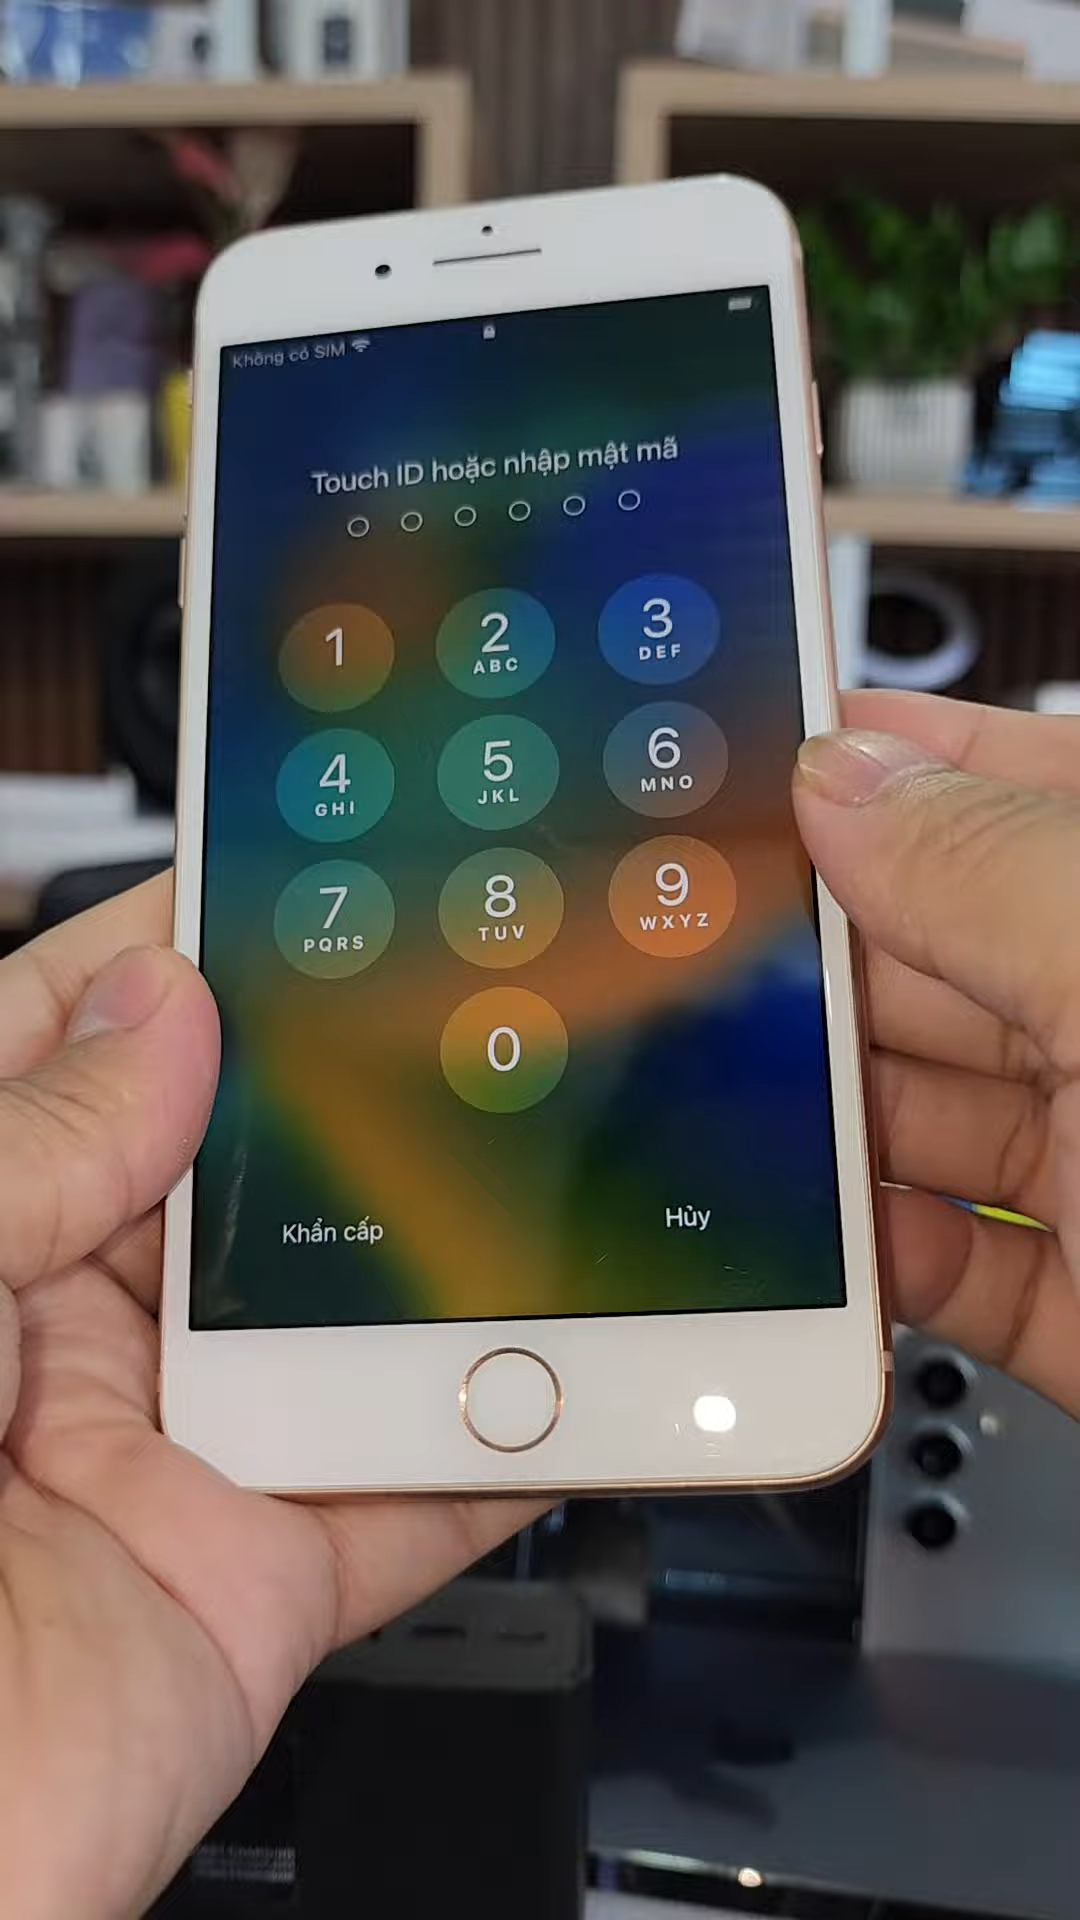 Không có SIM
Touch ID hoặc nhập mật mã
1
2
ABC
3
DEF
4
GHI
5
JKL
6
MNO
7
PQRS
8
TUV
9
WXYZ
0
Khẩn cấp
Hủy